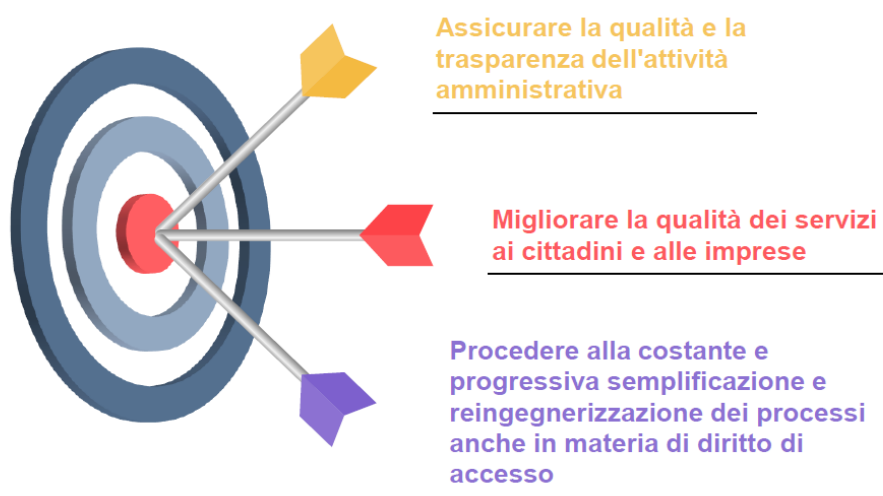 Assicurare la qualità e la
trasparenza dell'attività
amministrativa
Migliorare la qualità dei servizi
ai cittadini e alle imprese
Procedere alla costante e
progressiva semplificazione e
reingegnerizzazione dei processi
anche in materia di diritto di
accesso